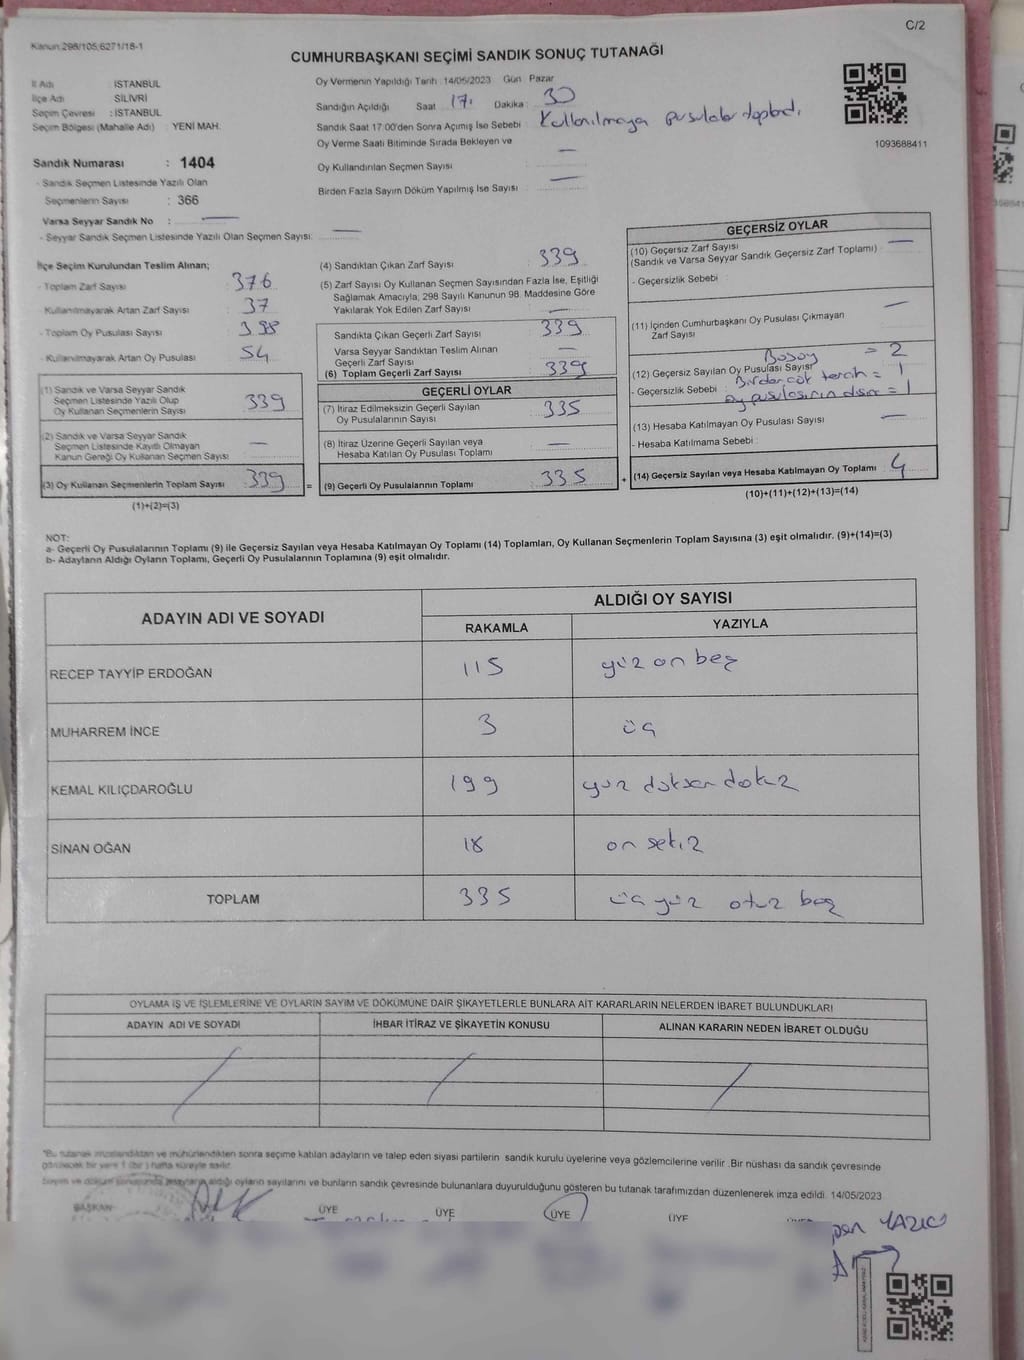 C/2
Kanun:298/105;6271/18-1
CUMHURBAŞKANI SEÇİMİ SANDIK SONUÇ TUTANAĞI
İl Adı : İSTANBUL
İlçe Adı : SİLİVRİ
Seçim Çevresi : İSTANBUL
Seçim Bölgesi (Mahalle Adı) : YENİ MAH.
Sandık Numarası : 1404
- Sandık Seçmen Listesinde Yazılı Olan
Seçmenlerin Sayısı : 366
Varsa Seyyar Sandık No : —
- Seyyar Sandık Seçmen Listesinde Yazılı Olan Seçmen Sayısı: —
Oy Vermenin Yapıldığı Tarih :14/05/2023 Gün : Pazar
Sandığın Açıldığı Saat : 17 Dakika : 30
Sandık Saat 17:00'den Sonra Açılmış İse Sebebi : Kullanılmaya pusulalar toplandı.
Oy Verme Saati Bitiminde Sırada Bekleyen ve
Oy Kullandırılan Seçmen Sayısı —
Birden Fazla Sayım Döküm Yapılmış İse Sayısı —
1093688411
İlçe Seçim Kurulundan Teslim Alınan;
- Toplam Zarf Sayısı : 376
Kullanılmayarak Artan Zarf Sayısı : 37
- Toplam Oy Pusulası Sayısı : 398
- Kullanılmayarak Artan Oy Pusulası : 54
(1) Sandık ve Varsa Seyyar Sandık
Seçmen Listesinde Yazılı Olup
Oy Kullanan Seçmenlerin Sayısı : 339
(2) Sandık ve Varsa Seyyar Sandık
Seçmen Listesinde Kayıtlı Olmayan
Kanun Gereği Oy Kullanan Seçmen Sayısı : —
(3) Oy Kullanan Seçmenlerin Toplam Sayısı : 339
(1)+(2)=(3)
(4) Sandıktan Çıkan Zarf Sayısı : 339
(5) Zarf Sayısı Oy Kullanan Seçmen Sayısından Fazla İse, Eşitliği
Sağlamak Amacıyla, 298 Sayılı Kanunun 98. Maddesine Göre
Yakılarak Yok Edilen Zarf Sayısı : —
Sandıkta Çıkan Geçerli Zarf Sayısı : 339
Varsa Seyyar Sandıktan Teslim Alınan
Geçerli Zarf Sayısı : —
(6) Toplam Geçerli Zarf Sayısı : 339
GEÇERLİ OYLAR
(7) İtiraz Edilmeksizin Geçerli Sayılan
Oy Pusulalarının Sayısı : 335
(8) İtiraz Üzerine Geçerli Sayılan veya
Hesaba Katılan Oy Pusulası Toplamı : —
= (9) Geçerli Oy Pusulalarının Toplamı : 335 +
GEÇERSİZ OYLAR
(10) Geçersiz Zarf Sayısı : —
(Sandık ve Varsa Seyyar Sandık Geçersiz Zarf Toplamı)
- Geçersizlik Sebebi :
(11) İçinden Cumhurbaşkanı Oy Pusulası Çıkmayan
Zarf Sayısı : —
= 2
(12) Geçersiz Sayılan Oy Pusulası Sayısı
Birden çok tercih = 1
- Geçersizlik Sebebi :
oy pusulasının = 1
(13) Hesaba Katılmayan Oy Pusulası Sayısı : —
- Hesaba Katılmama Sebebi :
(14) Geçersiz Sayılan veya Hesaba Katılmayan Oy Toplamı : 4
(10)+(11)+(12)+(13)=(14)
NOT:
a- Geçerli Oy Pusulalarının Toplamı (9) ile Geçersiz Sayılan veya Hesaba Katılmayan Oy Toplamı (14) Toplamları, Oy Kullanan Seçmenlerin Toplam Sayısına (3) eşit olmalıdır. (9)+(14)=(3)
b- Adayların Aldığı Oyların Toplamı, Geçerli Oy Pusulalarının Toplamına (9) eşit olmalıdır.
ADAYIN ADI VE SOYADI ALDIĞI OY SAYISI
RAKAMLA YAZIYLA
RECEP TAYYİP ERDOĞAN 115 yüz on beş
MUHARREM İNCE 3 üç
KEMAL KILIÇDAROĞLU 199 yüz doksan dokuz
SİNAN OĞAN 18 on sekiz
TOPLAM 335 üç yüz otuz beş
OYLAMA İŞ VE İŞLEMLERİNE VE OYLARIN SAYIM VE DÖKÜMÜNE DAİR ŞİKAYETLERLE BUNLARA AİT KARARLARIN NELERDEN İBARET BULUNDUKLARI
ADAYIN ADI VE SOYADI İHBAR İTİRAZ VE ŞİKAYETİN KONUSU ALINAN KARARIN NEDEN İBARET OLDUĞU
*Bu tutanak imzalandıktan ve mühürlendikten sonra seçime katılan adayların ve talep eden siyasi partilerin sandık kurulu üyelerine veya gözlemcilerine verilir. Bir nüshası da sandık çevresinde
görülecek bir yere 1 (bir) hafta süreyle asılır.
Sayım ve döküm sonucunda adayların aldığı oyların sayılarını ve bunların sandık çevresinde bulunanlara duyurulduğunu gösteren bu tutanak tarafımızdan düzenlenerek imza edildi. 14/05/2023
BAŞKAN ÜYE ÜYE ÜYE ÜYE
YAZICI